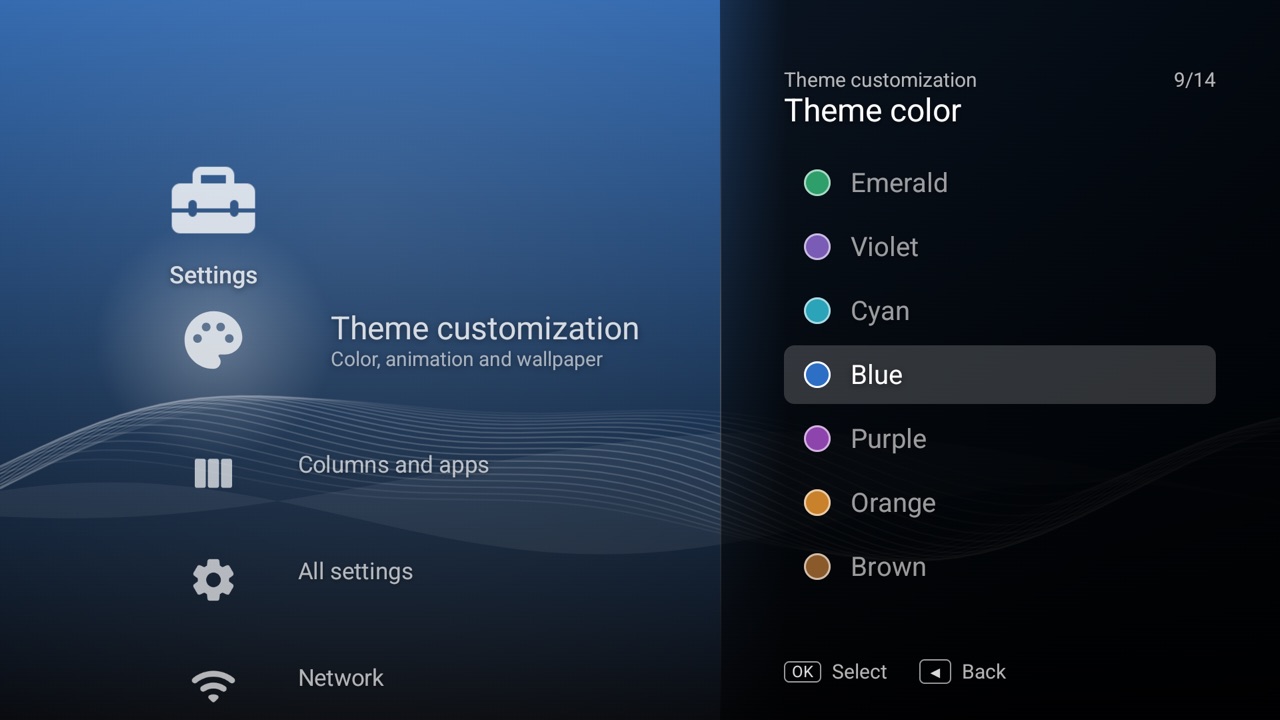 Settings
Theme customization
Color, animation and wallpaper
Columns and apps
All settings
Network
Theme customization 9/14
Theme color
Emerald
Violet
Cyan
Blue
Purple
Orange
Brown
OK Select ◄ Back